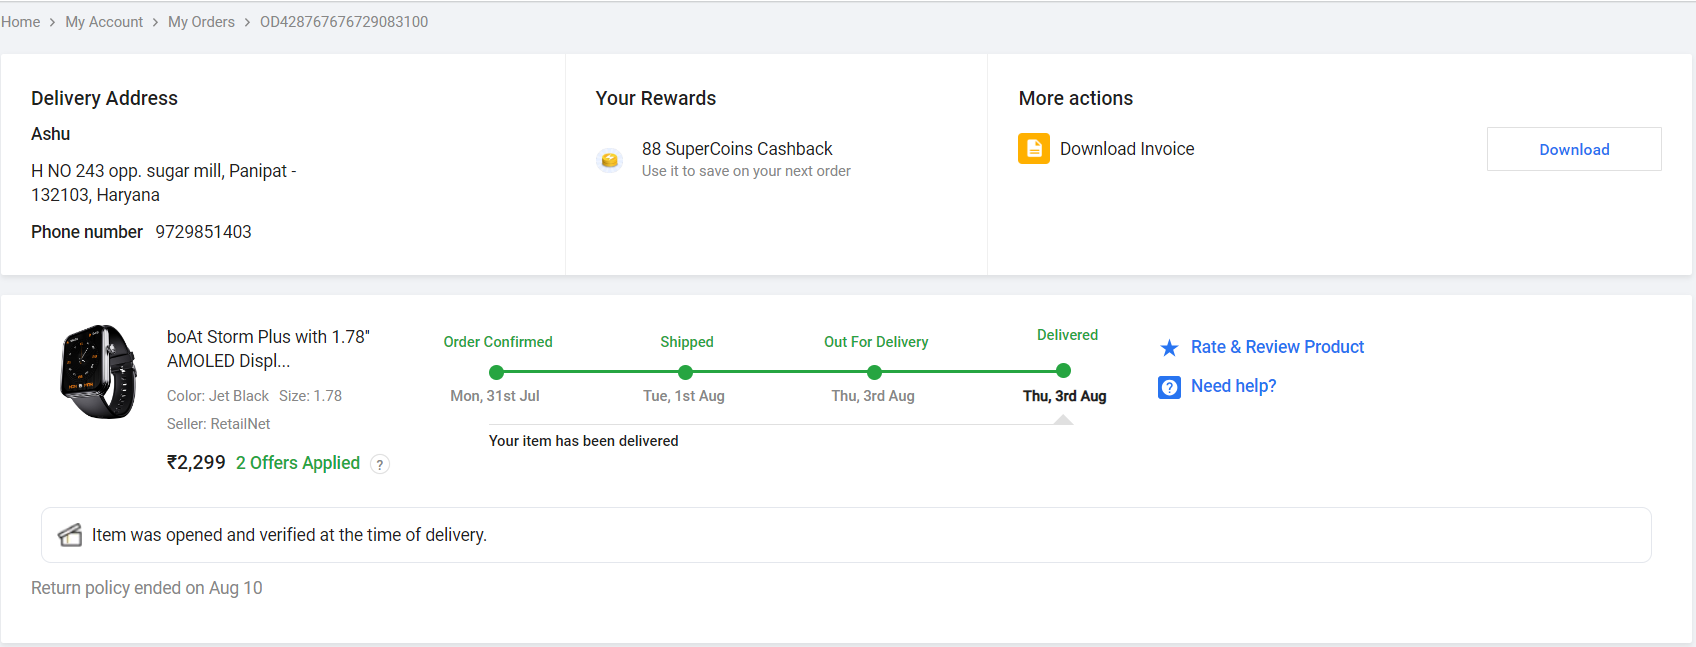 Home > My Account > My Orders > OD428767676729083100
Delivery Address
Ashu
H NO 243 opp. sugar mill, Panipat -
132103, Haryana
Phone number 9729851403
Your Rewards
88 SuperCoins Cashback
Use it to save on your next order
More actions
Download Invoice
Download
boAt Storm Plus with 1.78"
AMOLED Displ...
Color: Jet Black Size: 1.78
Seller: RetailNet
₹2,299 2 Offers Applied ?
Order Confirmed
Mon, 31st Jul
Shipped
Tue, 1st Aug
Out For Delivery
Thu, 3rd Aug
Delivered
Thu, 3rd Aug
Your item has been delivered
Rate & Review Product
? Need help?
Item was opened and verified at the time of delivery.
Return policy ended on Aug 10